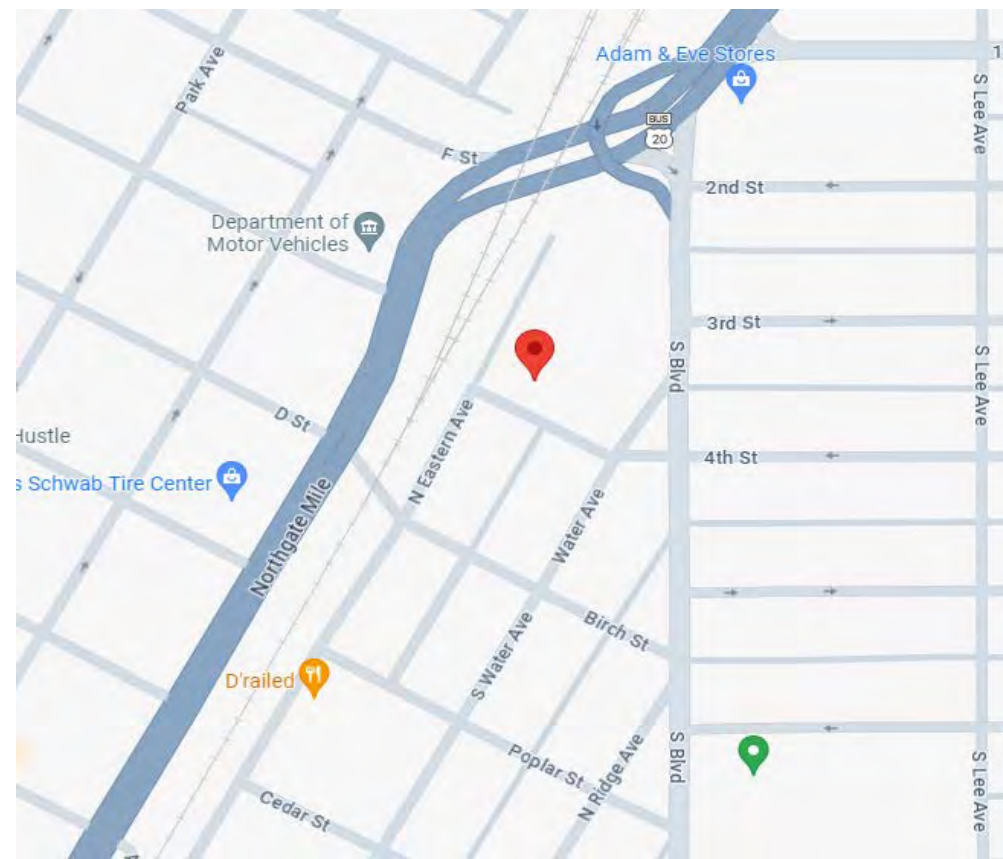 Adam & Eve Stores
1
Park Ave
S Lee Ave
BUS
20
F St
2nd St
Department of
Motor Vehicles
3rd St
S Blvd
S Lee Ave
D St
Hustle
N Eastern Ave
4th St
s Schwab Tire Center
Northgate Mile
Water Ave
Birch St
S Water Ave
D'railed
Poplar St
S Blvd
N Ridge Ave
S Lee Ave
Cedar St
A